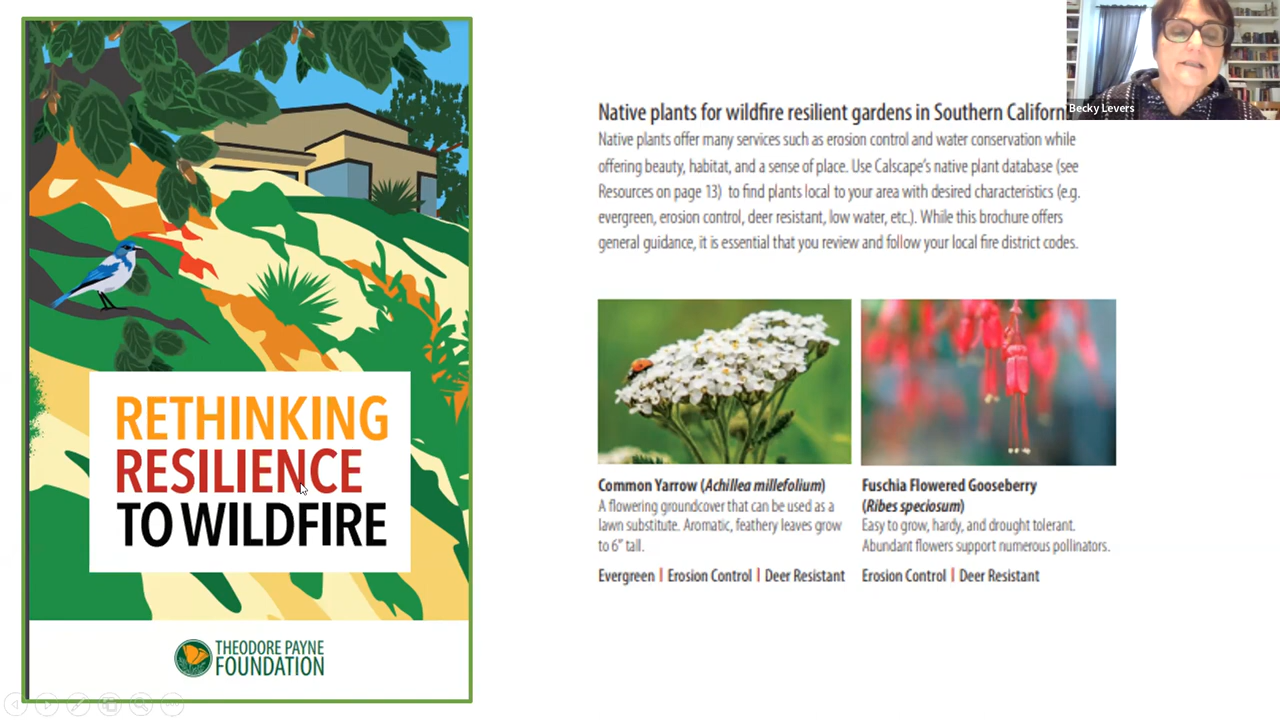 RETHINKING
RESILIENCE
TO WILDFIRE
THEODORE PAYNE
FOUNDATION
Becky Levers
Native plants for wildfire resilient gardens in Southern
Native plants offer many services such as erosion control and water conservation while
offering beauty, habitat, and a sense of place. Use Calscape's native plant database (see
Resources on page 13) to find plants local to your area with desired characteristics (e.g.
evergreen, erosion control, deer resistant, low water, etc.). While this brochure offers
general guidance, it is essential that you review and follow your local fire district codes.
Common Yarrow (Achillea millefolium)
A flowering groundcover that can be used as a
lawn substitute. Aromatic, feathery leaves grow
to 6" tall.
Evergreen | Erosion Control | Deer Resistant
Fuschia Flowered Gooseberry
(Ribes speciosum)
Easy to grow, hardy, and drought tolerant.
Abundant flowers support numerous pollinators.
Erosion Control | Deer Resistant